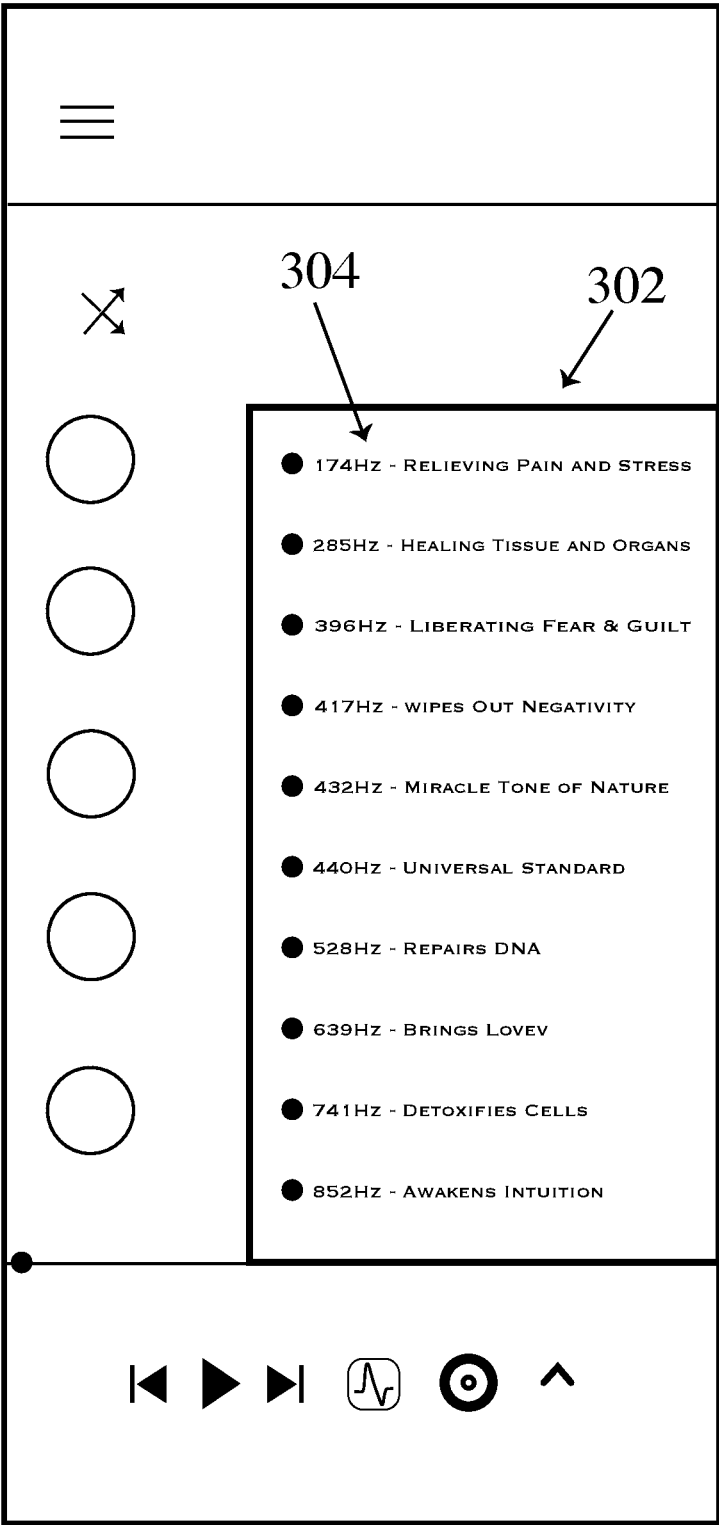 304
302
174Hz - Relieving Pain and Stress
285Hz - Healing Tissue and Organs
396Hz - Liberating Fear & Guilt
417Hz - wipes Out Negativity
432Hz - Miracle Tone of Nature
440Hz - Universal Standard
528Hz - Repairs DNA
639Hz - Brings Lovev
741Hz - Detoxifies Cells
852Hz - Awakens Intuition